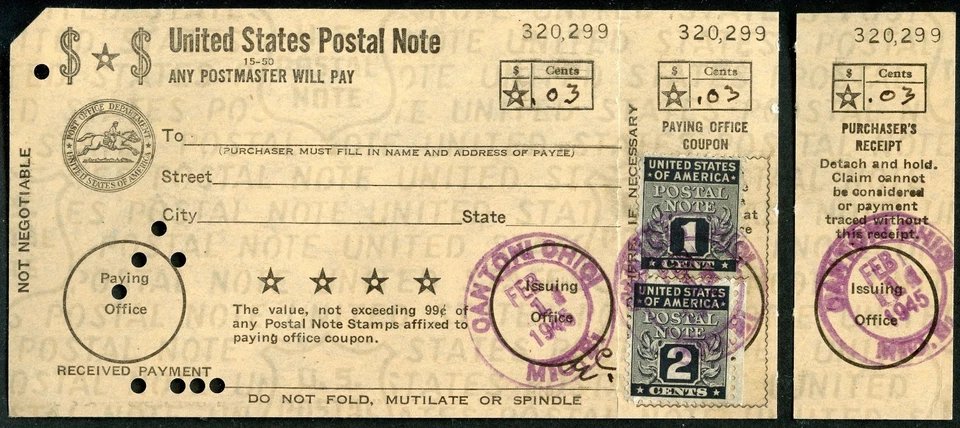 320,299
320,299
320,299
$ ☆ $ United States Postal Note
15-50
ANY POSTMASTER WILL PAY
$ Cents
☆ .03
$ Cents
☆ .03
$ Cents
☆ .03
POST OFFICE DEPARTMENT
UNITED STATES OF AMERICA
NOT NEGOTIABLE
To
(PURCHASER MUST FILL IN NAME AND ADDRESS OF PAYEE)
Street
City State
Paying
Office
☆ ☆ ☆ ☆
The value, not exceeding 99¢ of
any Postal Note Stamps affixed to
paying office coupon.
RECEIVED PAYMENT
DO NOT FOLD, MUTILATE OR SPINDLE
Issuing
Office
CANTON OHIO
FEB 1
1945
M.O.B.
IF NECESSARY
PAYING OFFICE
COUPON
UNITED STATES
OF AMERICA
POSTAL
NOTE
1
CENT
UNITED STATES
OF AMERICA
POSTAL
NOTE
2
CENTS
PURCHASER'S
RECEIPT
Detach and hold.
Claim cannot
be considered
or payment
traced without
this receipt.
Issuing
Office
FEB 1
1945